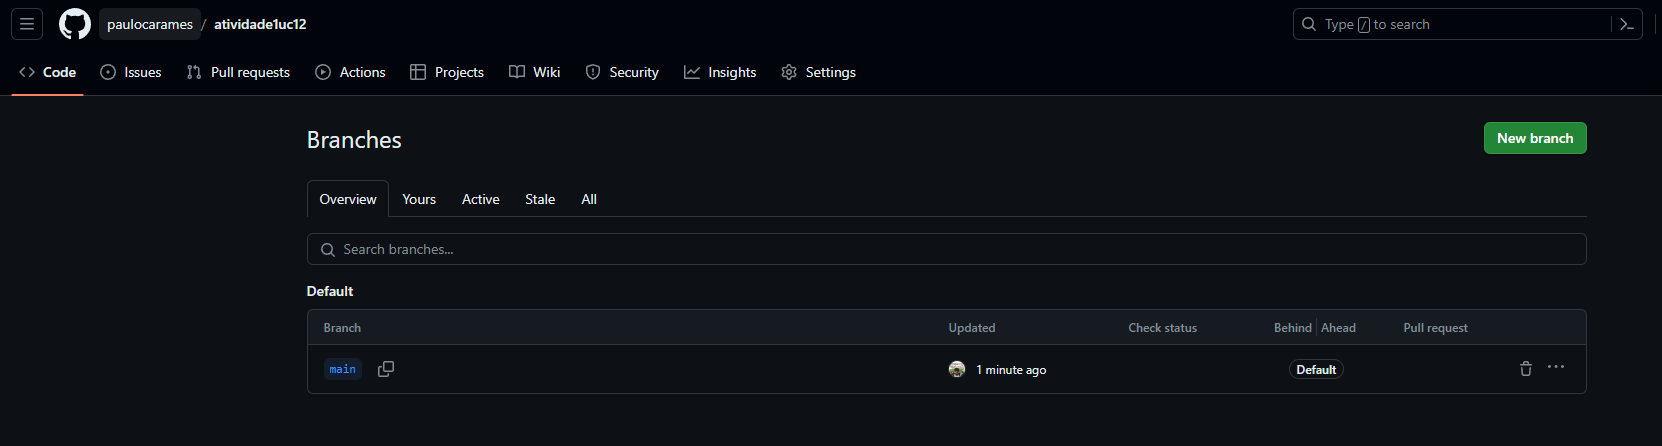 paulocarames / atividade1uc12
Type / to search
Code Issues Pull requests Actions Projects Wiki Security Insights Settings
Branches
New branch
Overview Yours Active Stale All
Search branches...
Default
Branch Updated Check status Behind Ahead Pull request
main 1 minute ago Default